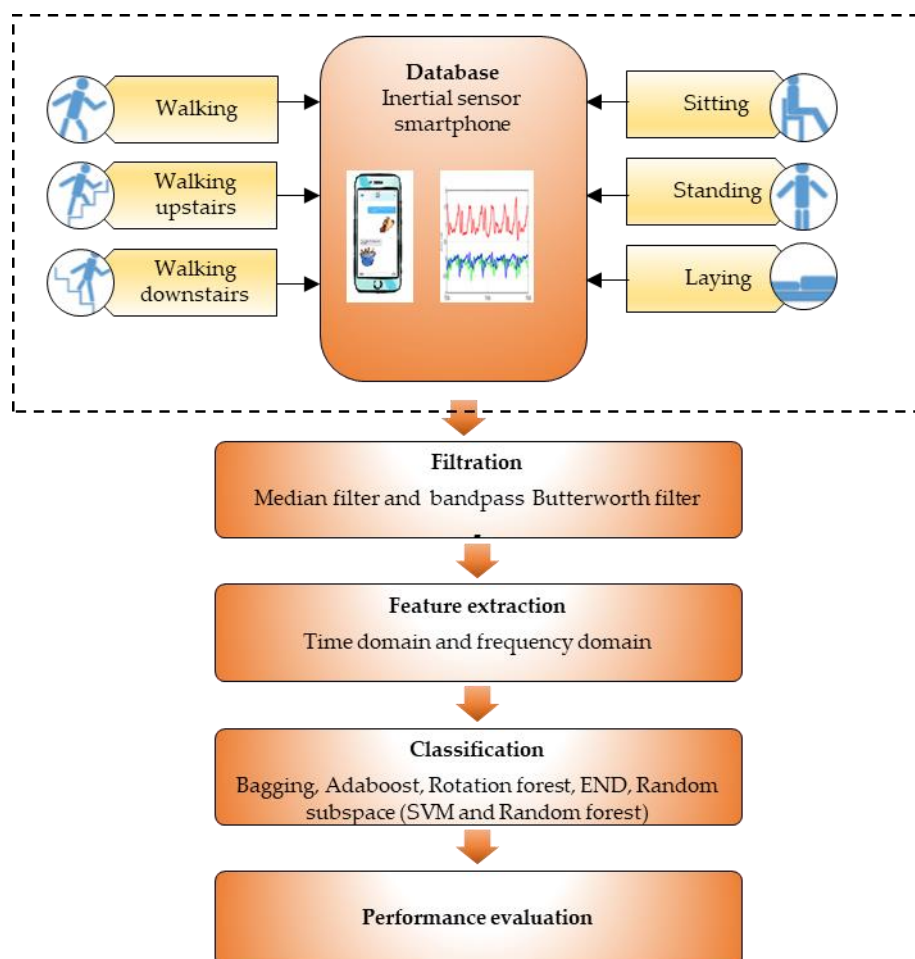 Walking
Walking
upstairs
Walking
downstairs
Database
Inertial sensor
smartphone
Sitting
Standing
Laying
Filtration
Median filter and bandpass Butterworth filter
Feature extraction
Time domain and frequency domain
Classification
Bagging, Adaboost, Rotation forest, END, Random
subspace (SVM and Random forest)
Performance evaluation